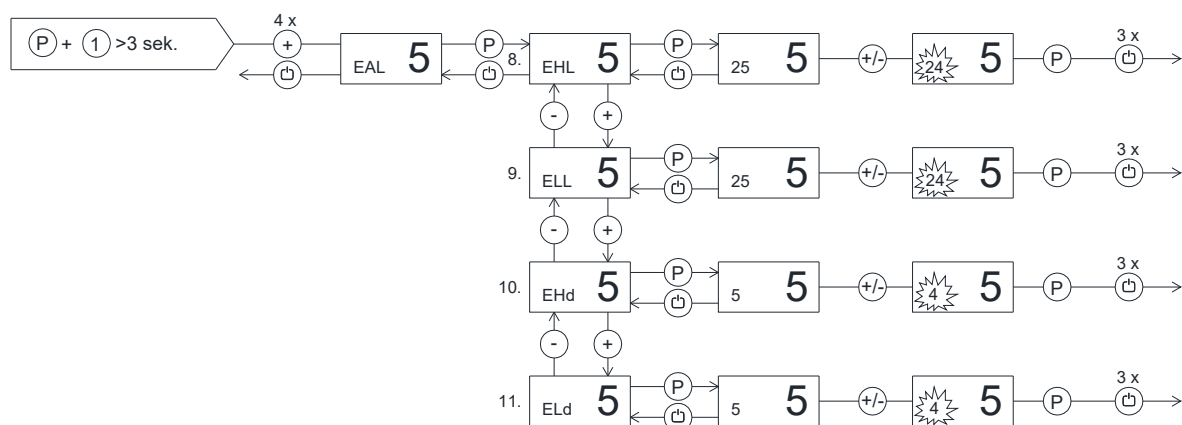 4 x
P + 1 >3 sek.
+
EAL 5
P
8. EHL 5
P
25 5
+/-
24 5
P
3 x
- +
9. ELL 5
P
25 5
+/-
24 5
P
3 x
- +
10. EHd 5
P
5 5
+/-
4 5
P
3 x
- +
11. ELd 5
P
5 5
+/-
4 5
P
3 x